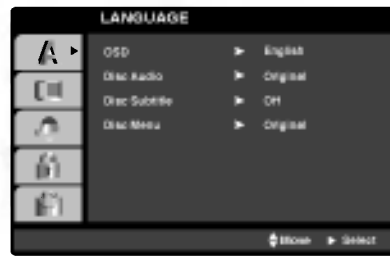 LANGUAGE
A
OSD ► English
Disc Audio ► Original
Disc Subtitle ► Off
Disc Menu ► Original
Move ► Select